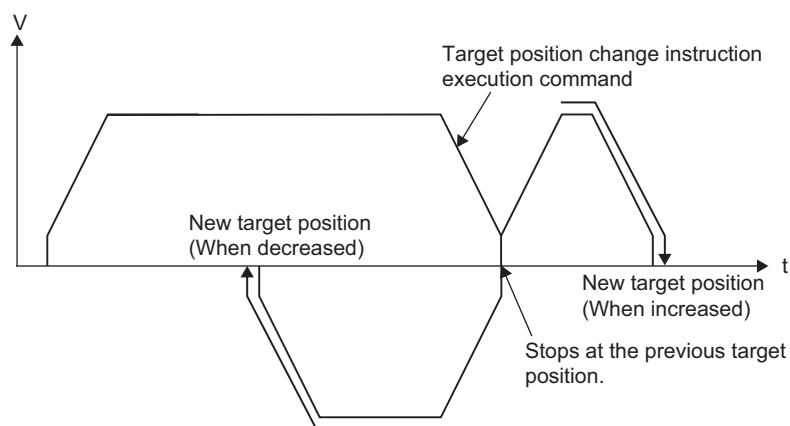 V
Target position change instruction
execution command
New target position
(When decreased)
t
New target position
(When increased)
Stops at the previous target
position.